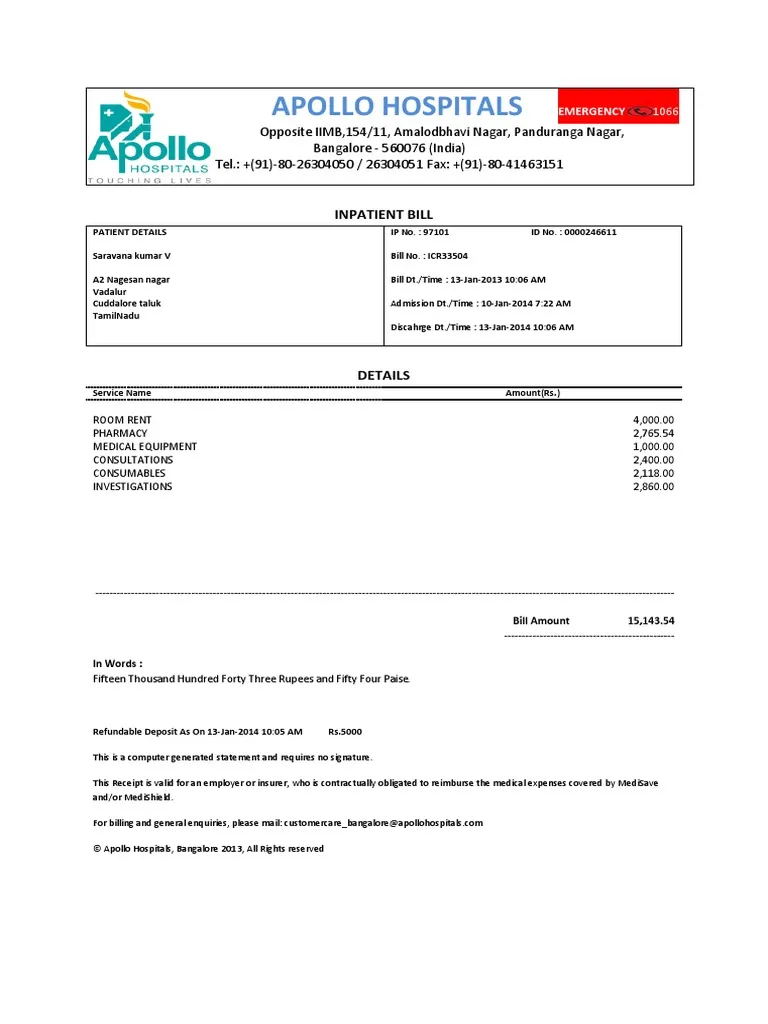 Apollo
HOSPITALS
TOUCHING LIVES
APOLLO HOSPITALS
EMERGENCY 1066
Opposite IIMB,154/11, Amalodbhavi Nagar, Panduranga Nagar,
Bangalore - 560076 (India)
Tel.: +(91)-80-26304050 / 26304051 Fax: +(91)-80-41463151
INPATIENT BILL
PATIENT DETAILS
Saravana kumar V
A2 Nagesan nagar
Vadalur
Cuddalore taluk
TamilNadu
IP No. : 97101 ID No. : 0000246611
Bill No. : ICR33504
Bill Dt./Time : 13-Jan-2013 10:06 AM
Admission Dt./Time : 10-Jan-2014 7:22 AM
Discahrge Dt./Time : 13-Jan-2014 10:06 AM
DETAILS
Service Name Amount(Rs.)
ROOM RENT 4,000.00
PHARMACY 2,765.54
MEDICAL EQUIPMENT 1,000.00
CONSULTATIONS 2,400.00
CONSUMABLES 2,118.00
INVESTIGATIONS 2,860.00
Bill Amount 15,143.54
In Words :
Fifteen Thousand Hundred Forty Three Rupees and Fifty Four Paise.
Refundable Deposit As On 13-Jan-2014 10:05 AM Rs.5000
This is a computer generated statement and requires no signature.
This Receipt is valid for an employer or insurer, who is contractually obligated to reimburse the medical expenses covered by MediSave
and/or MediShield.
For billing and general enquiries, please mail: customercare_bangalore@apollohospitals.com
© Apollo Hospitals, Bangalore 2013, All Rights reserved